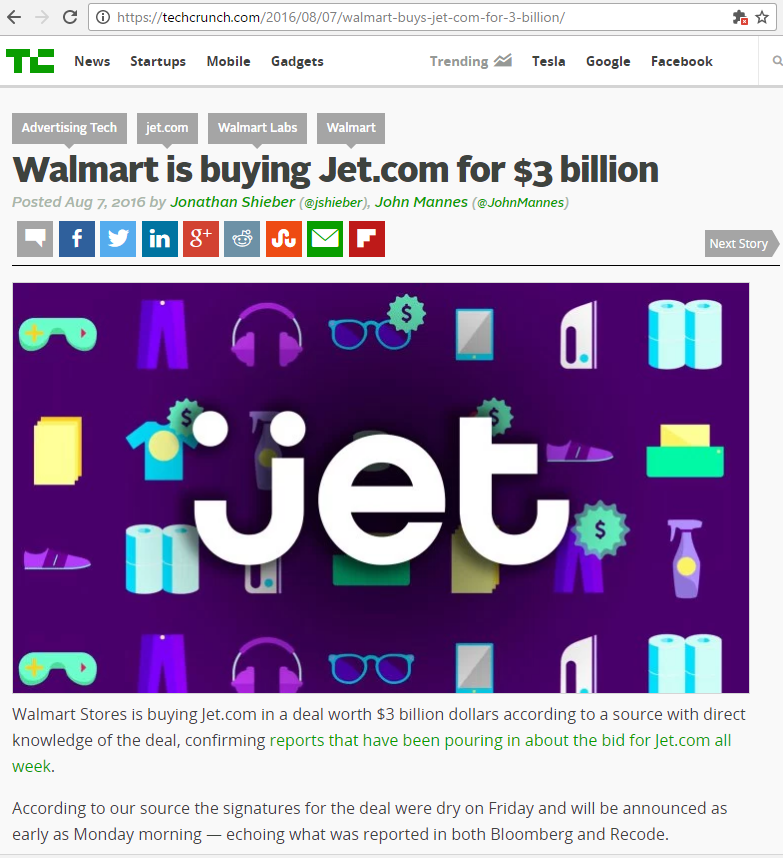 https://techcrunch.com/2016/08/07/walmart-buys-jet-com-for-3-billion/
TC News Startups Mobile Gadgets Trending Tesla Google Facebook
Advertising Tech jet.com Walmart Labs Walmart
Walmart is buying Jet.com for $3 billion
Posted Aug 7, 2016 by Jonathan Shieber (@jshieber), John Mannes (@JohnMannes)
f in g+
Next Story
$
$ $
jet
$
Walmart Stores is buying Jet.com in a deal worth $3 billion dollars according to a source with direct
knowledge of the deal, confirming reports that have been pouring in about the bid for Jet.com all
week.
According to our source the signatures for the deal were dry on Friday and will be announced as
early as Monday morning — echoing what was reported in both Bloomberg and Recode.